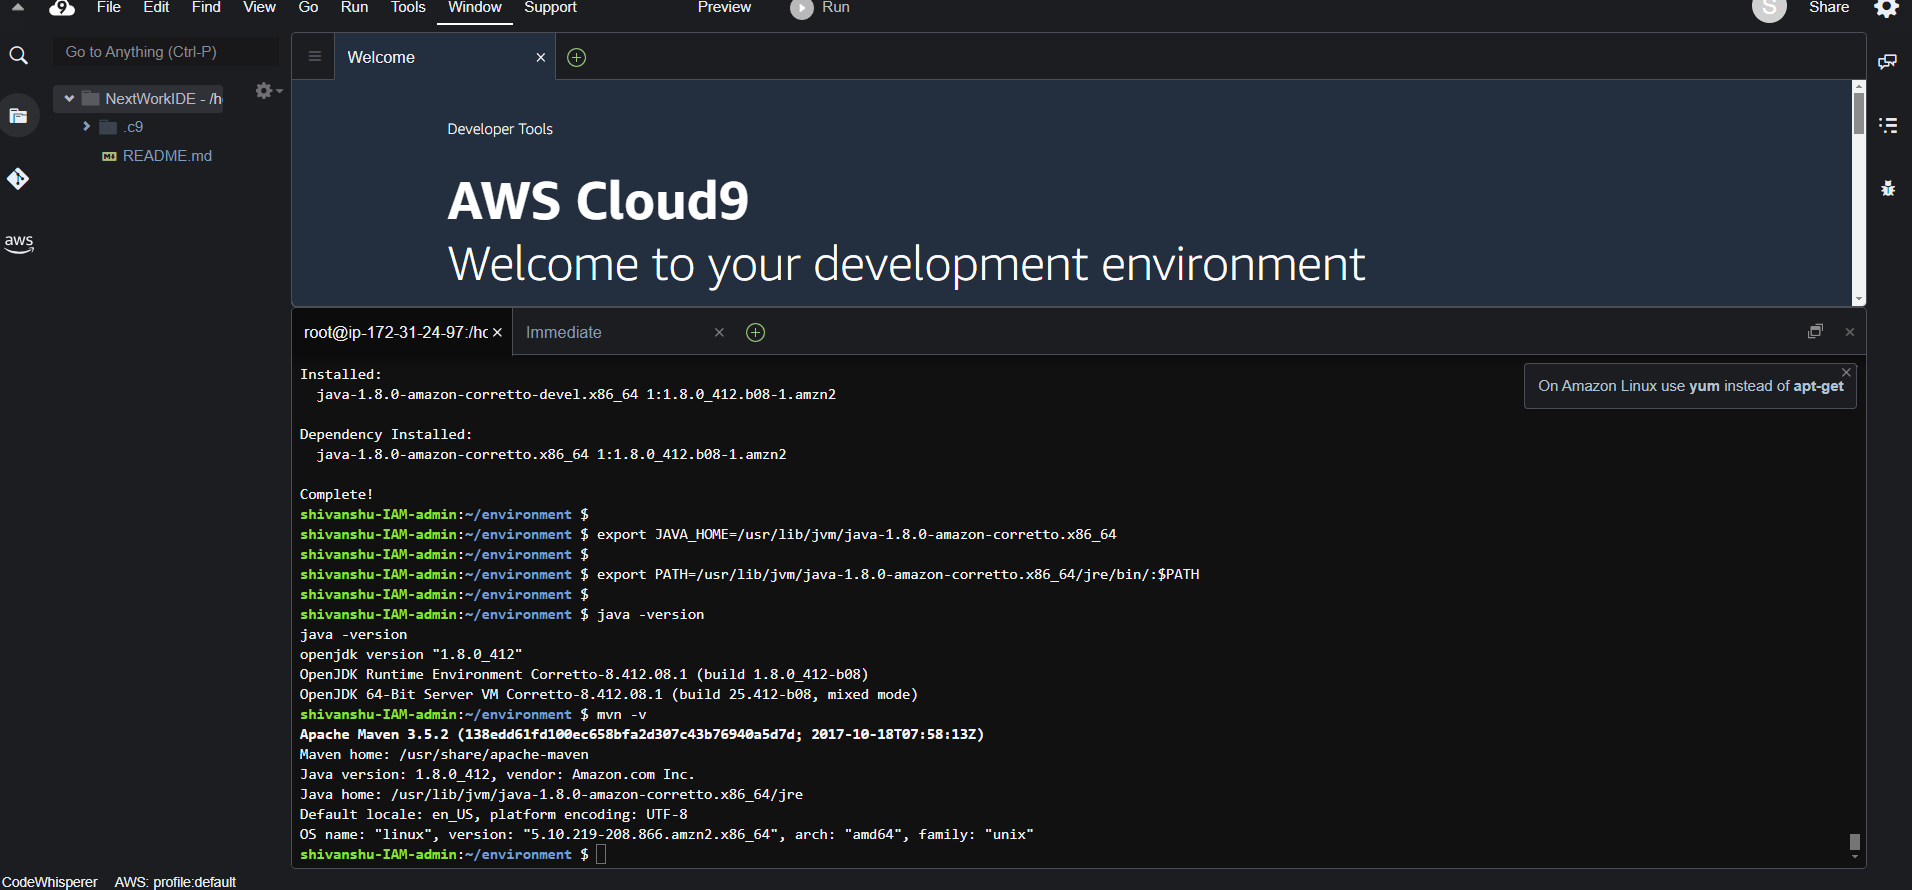 File Edit Find View Go Run Tools Window Support Preview Run S Share
Go to Anything (Ctrl-P)
NextWorkIDE - /h
.c9
README.md
aws
Welcome
Developer Tools
AWS Cloud9
Welcome to your development environment
root@ip-172-31-24-97:/hc Immediate
On Amazon Linux use yum instead of apt-get
Installed:
java-1.8.0-amazon-corretto-devel.x86_64 1:1.8.0_412.b08-1.amzn2
Dependency Installed:
java-1.8.0-amazon-corretto.x86_64 1:1.8.0_412.b08-1.amzn2
Complete!
shivanshu-IAM-admin:~/environment $
shivanshu-IAM-admin:~/environment $ export JAVA_HOME=/usr/lib/jvm/java-1.8.0-amazon-corretto.x86_64
shivanshu-IAM-admin:~/environment $
shivanshu-IAM-admin:~/environment $ export PATH=/usr/lib/jvm/java-1.8.0-amazon-corretto.x86_64/jre/bin/:$PATH
shivanshu-IAM-admin:~/environment $
shivanshu-IAM-admin:~/environment $ java -version
java -version
openjdk version "1.8.0_412"
OpenJDK Runtime Environment Corretto-8.412.08.1 (build 1.8.0_412-b08)
OpenJDK 64-Bit Server VM Corretto-8.412.08.1 (build 25.412-b08, mixed mode)
shivanshu-IAM-admin:~/environment $ mvn -v
Apache Maven 3.5.2 (138edd61fd100ec658bfa2d307c43b76940a5d7d; 2017-10-18T07:58:13Z)
Maven home: /usr/share/apache-maven
Java version: 1.8.0_412, vendor: Amazon.com Inc.
Java home: /usr/lib/jvm/java-1.8.0-amazon-corretto.x86_64/jre
Default locale: en_US, platform encoding: UTF-8
OS name: "linux", version: "5.10.219-208.866.amzn2.x86_64", arch: "amd64", family: "unix"
shivanshu-IAM-admin:~/environment $
CodeWhisperer AWS: profile:default